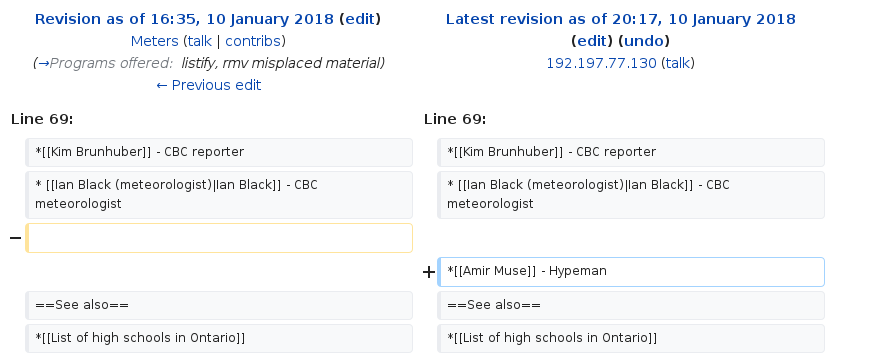 Revision as of 16:35, 10 January 2018 (edit)
Meters (talk | contribs)
(→Programs offered: listify, rmv misplaced material)
← Previous edit
Latest revision as of 20:17, 10 January 2018
(edit) (undo)
192.197.77.130 (talk)
Line 69:
Line 69:
*[[Kim Brunhuber]] - CBC reporter
*[[Kim Brunhuber]] - CBC reporter
* [[Ian Black (meteorologist)|Ian Black]] - CBC
meteorologist
* [[Ian Black (meteorologist)|Ian Black]] - CBC
meteorologist
−
+ *[[Amir Muse]] - Hypeman
==See also==
==See also==
*[[List of high schools in Ontario]]
*[[List of high schools in Ontario]]